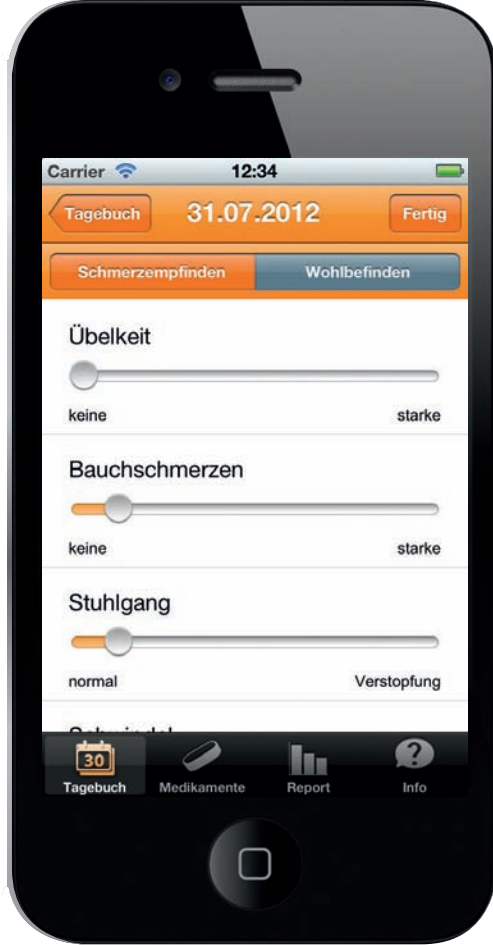 Carrier 12:34
Tagebuch 31.07.2012 Fertig
Schmerzempfinden Wohlbefinden
Übelkeit
keine starke
Bauchschmerzen
keine starke
Stuhlgang
normal Verstopfung
Schwindel
30
Tagebuch Medikamente Report Info